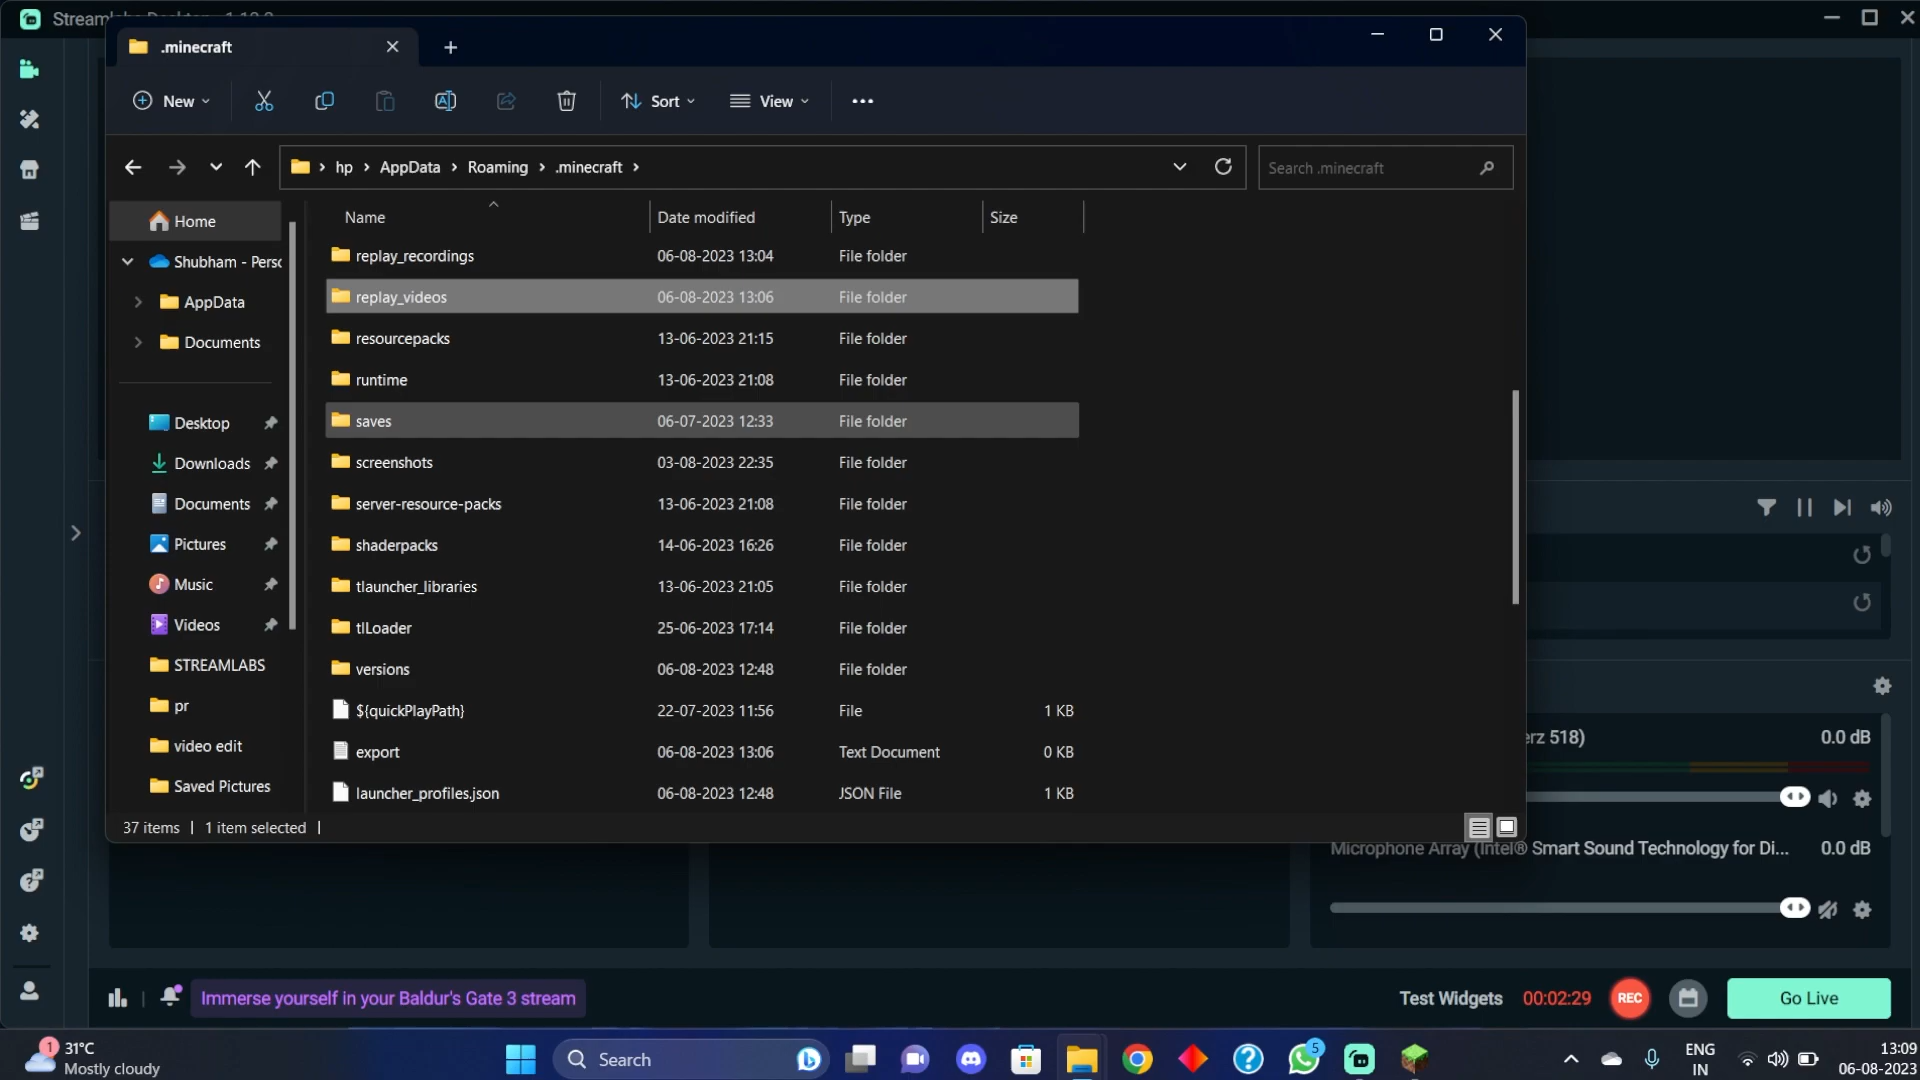 Streamlabs Desktop - 1.12.0
.minecraft
New
Sort
View
hp > AppData > Roaming > .minecraft >
Search .minecraft
Name
Date modified
Type
Size
Home
Shubham - Perso
AppData
Documents
Desktop
Downloads
Documents
Pictures
Music
Videos
STREAMLABS
pr
video edit
Saved Pictures
replay_recordings 06-08-2023 13:04 File folder
replay_videos 06-08-2023 13:06 File folder
resourcepacks 13-06-2023 21:15 File folder
runtime 13-06-2023 21:08 File folder
saves 06-07-2023 12:33 File folder
screenshots 03-08-2023 22:35 File folder
server-resource-packs 13-06-2023 21:08 File folder
shaderpacks 14-06-2023 16:26 File folder
tlauncher_libraries 13-06-2023 21:05 File folder
tlLoader 25-06-2023 17:14 File folder
versions 06-08-2023 12:48 File folder
${quickPlayPath} 22-07-2023 11:56 File 1 KB
export 06-08-2023 13:06 Text Document 0 KB
launcher_profiles.json 06-08-2023 12:48 JSON File 1 KB
37 items | 1 item selected |
erz 518) 0.0 dB
Microphone Array (Intel® Smart Sound Technology for Di... 0.0 dB
Immerse yourself in your Baldur's Gate 3 stream
Test Widgets 00:02:29 REC
Go Live
1
31°C
Mostly cloudy
Search
5
ENG
IN
13:09
06-08-2023